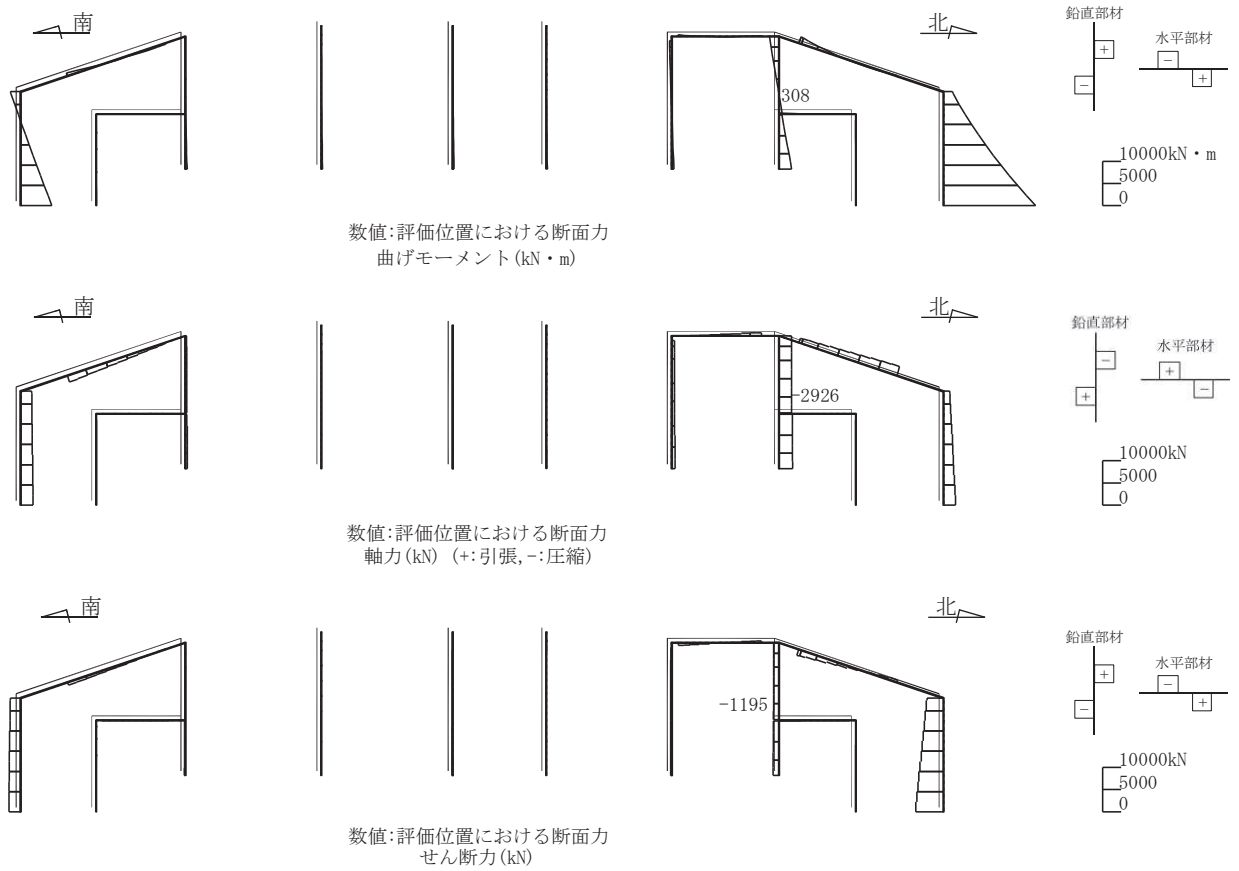 南
北
鉛直部材
+
-
水平部材
-
+
308
10000kN・m
5000
0
数値:評価位置における断面力
曲げモーメント(kN・m)
南
北
鉛直部材
-
+
水平部材
+
-
-2926
10000kN
5000
0
数値:評価位置における断面力
軸力(kN) (+:引張,-:圧縮)
南
北
鉛直部材
+
-
水平部材
-
+
-1195
10000kN
5000
0
数値:評価位置における断面力
せん断力(kN)